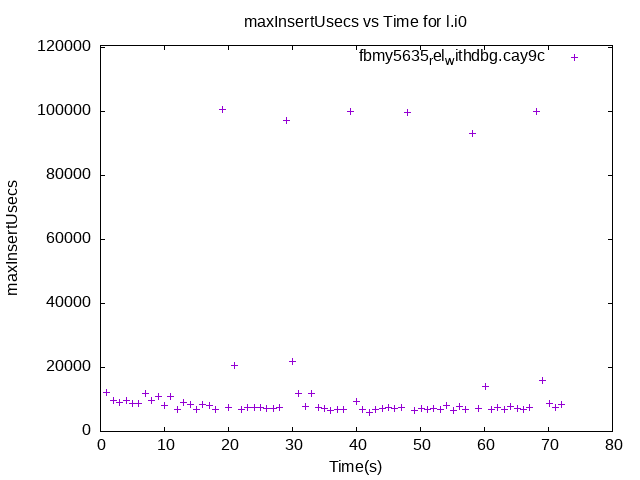 maxInsertUsecs vs Time for l.i0
fbmy5635relwithdbg.cay9c
120000
100000
80000
60000
40000
20000
0
maxInsertUsecs
0 10 20 30 40 50 60 70 80
Time(s)